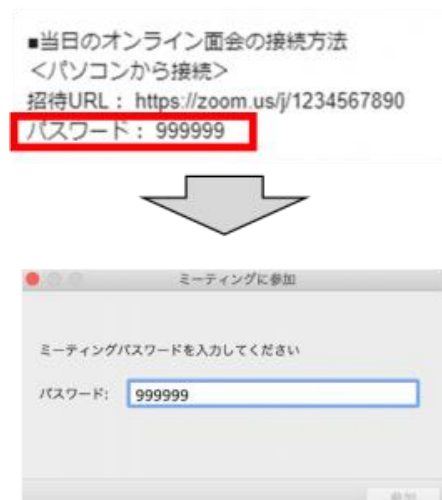 ■当日のオンライン面会の接続方法
＜パソコンから接続＞
招待URL： https://zoom.us/j/1234567890
パスワード： 999999
ミーティングに参加
ミーティングパスワードを入力してください
パスワード: 999999